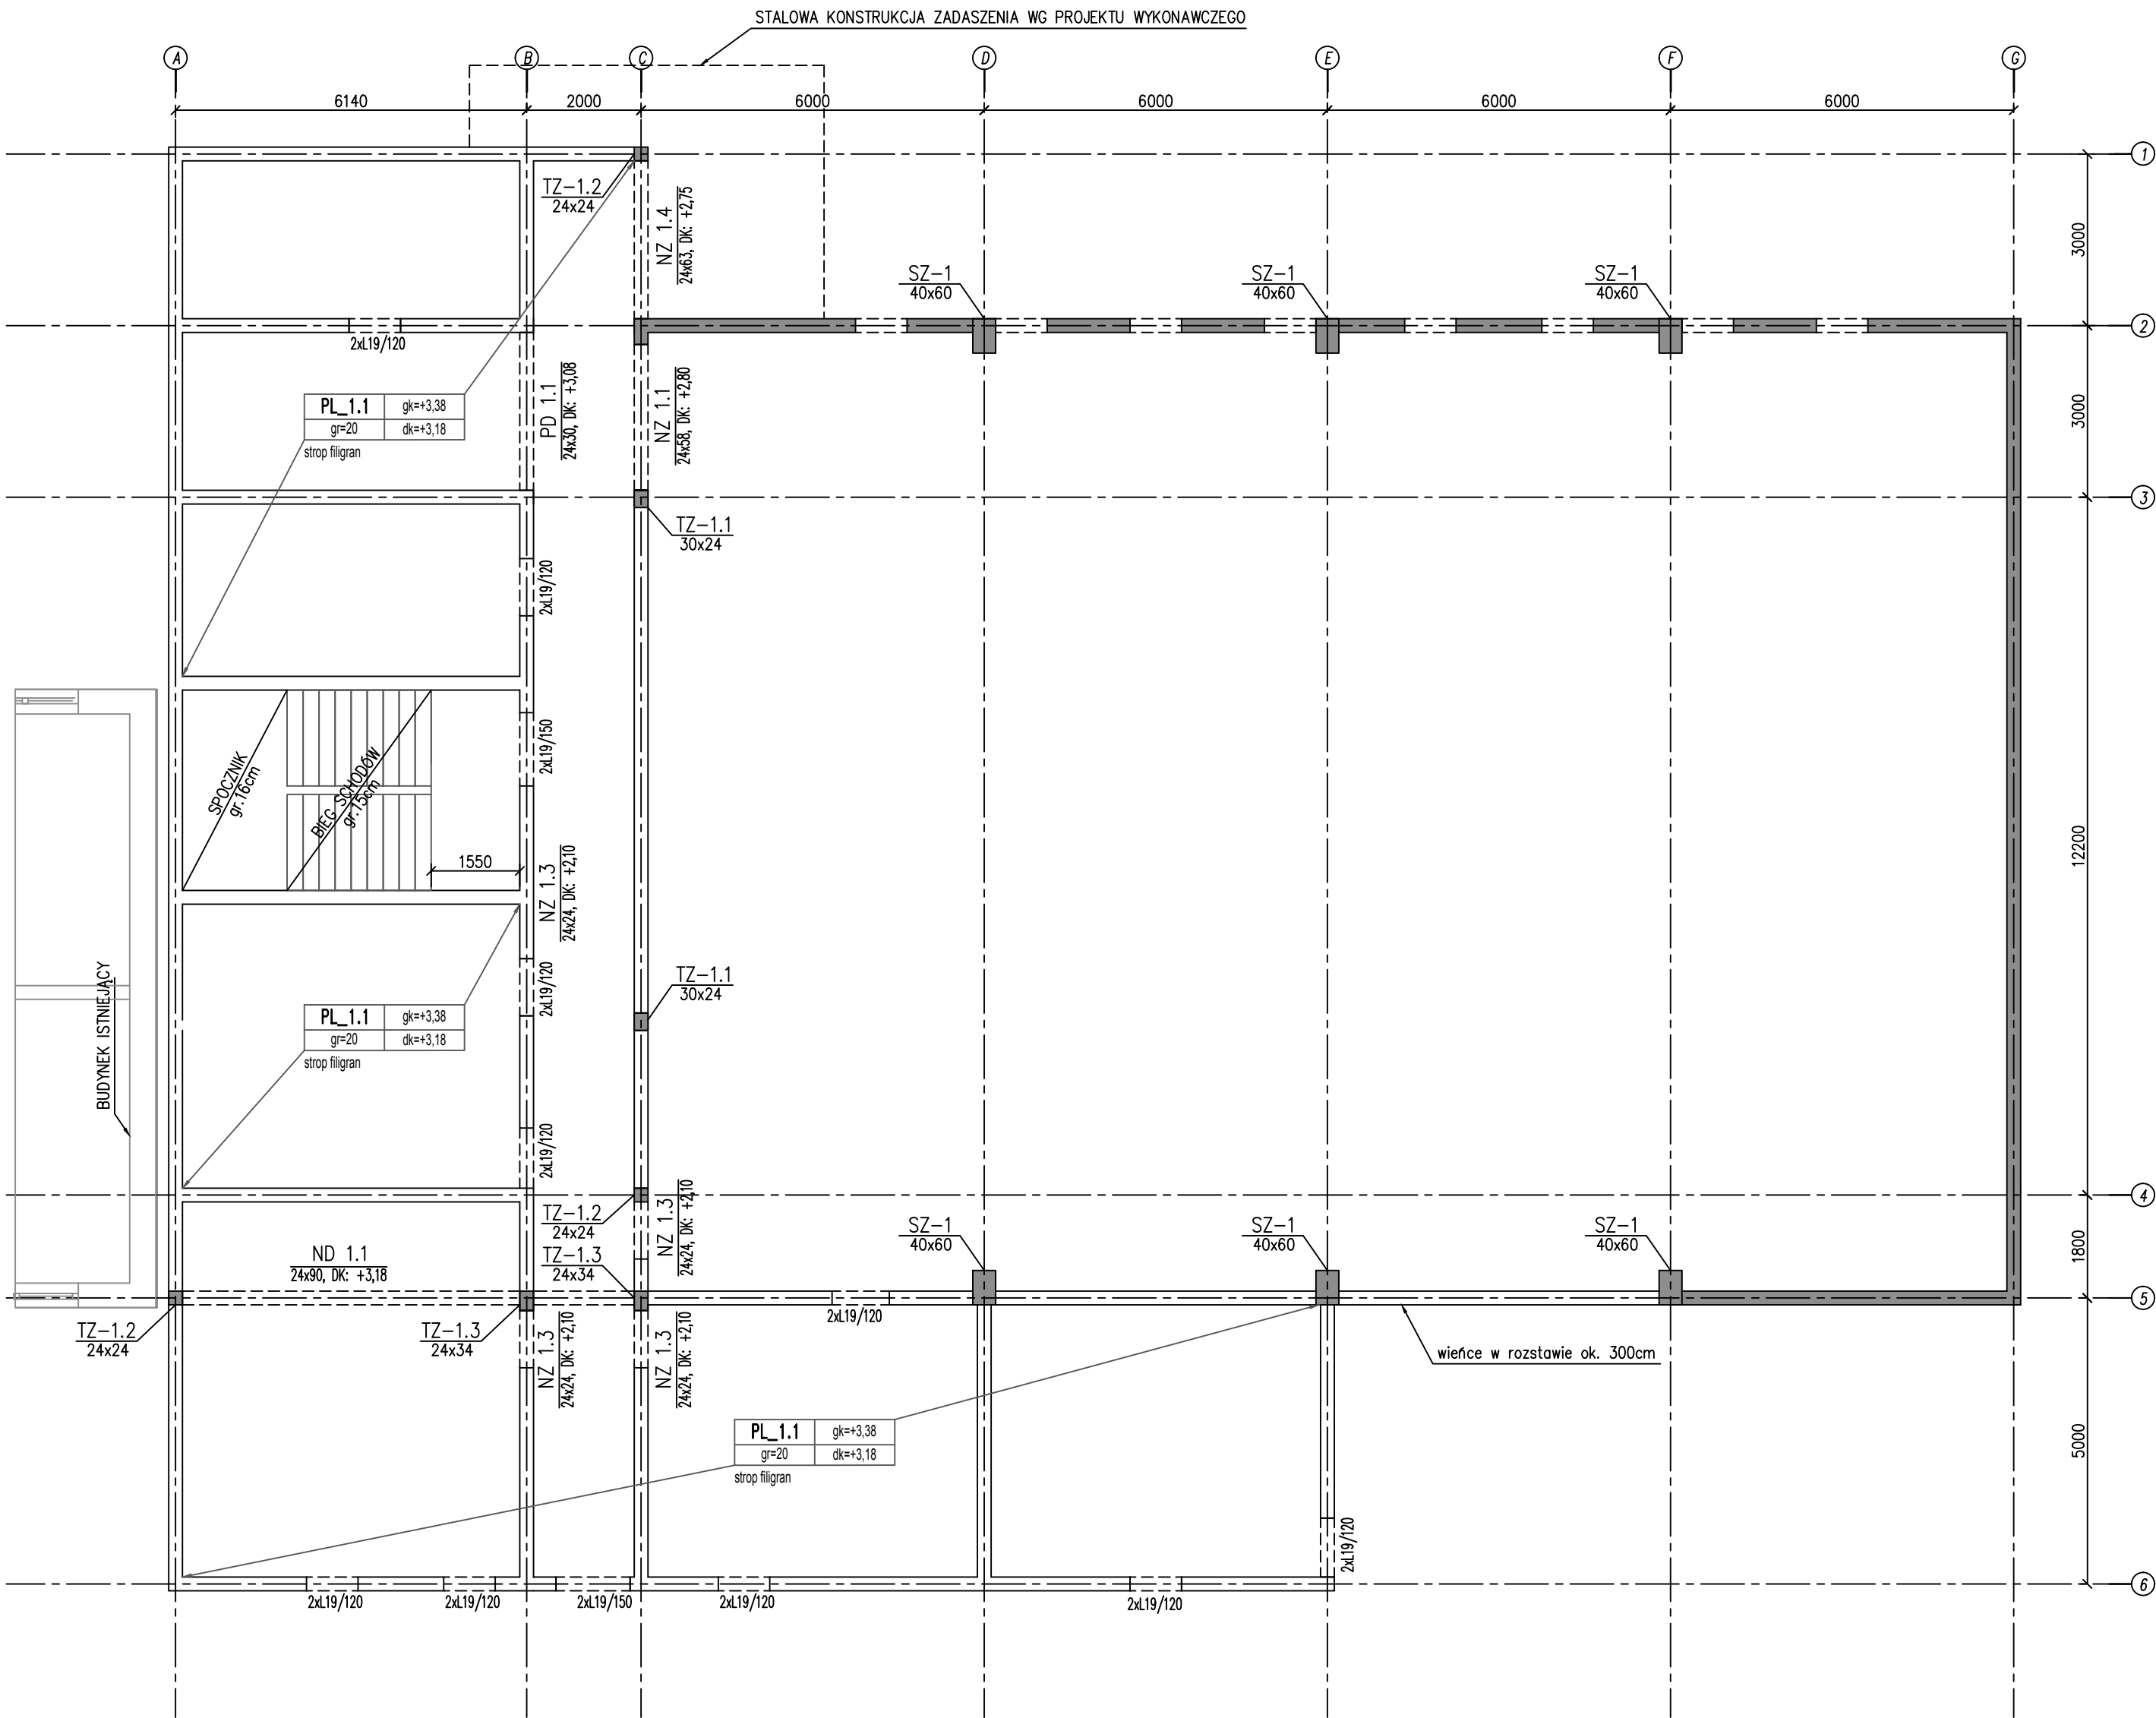 STALOWA KONSTRUKCJA ZADASZENIA WG PROJEKTU WYKONAWCZEGO
A
B
C
D
E
F
G
6140
2000
6000
6000
6000
6000
1
TZ-1.2
24x24
NZ 1.4
24x63, DK: +2,75
3000
SZ-1
40x60
SZ-1
40x60
SZ-1
40x60
2
2xL19/120
PL_1.1
gk=+3,38
gr=20
dk=+3,18
strop filigran
PD 1.1
24x30, DK: +3,08
NZ 1.1
24x58, DK: +2,80
3000
3
TZ-1.1
30x24
2xL19/120
2xL19/150
SPOCZNIK
gr.16cm
BIEG SCHODÓW
gr.15cm
1550
12200
NZ 1.3
24x24, DK: +2,10
BUDYNEK ISTNIEJĄCY
TZ-1.1
30x24
2xL19/120
PL_1.1
gk=+3,38
gr=20
dk=+3,18
strop filigran
2xL19/120
4
TZ-1.2
24x24
NZ 1.3
24x24, DK: +2,10
SZ-1
40x60
SZ-1
40x60
SZ-1
40x60
1800
ND 1.1
24x90, DK: +3,18
TZ-1.3
24x34
5
TZ-1.2
24x24
TZ-1.3
24x34
NZ 1.3
24x24, DK: +2,10
NZ 1.3
24x24, DK: +2,10
2xL19/120
wieńce w rozstawie ok. 300cm
PL_1.1
gk=+3,38
gr=20
dk=+3,18
strop filigran
5000
2xL19/120
6
2xL19/120
2xL19/120
2xL19/150
2xL19/120
2xL19/120